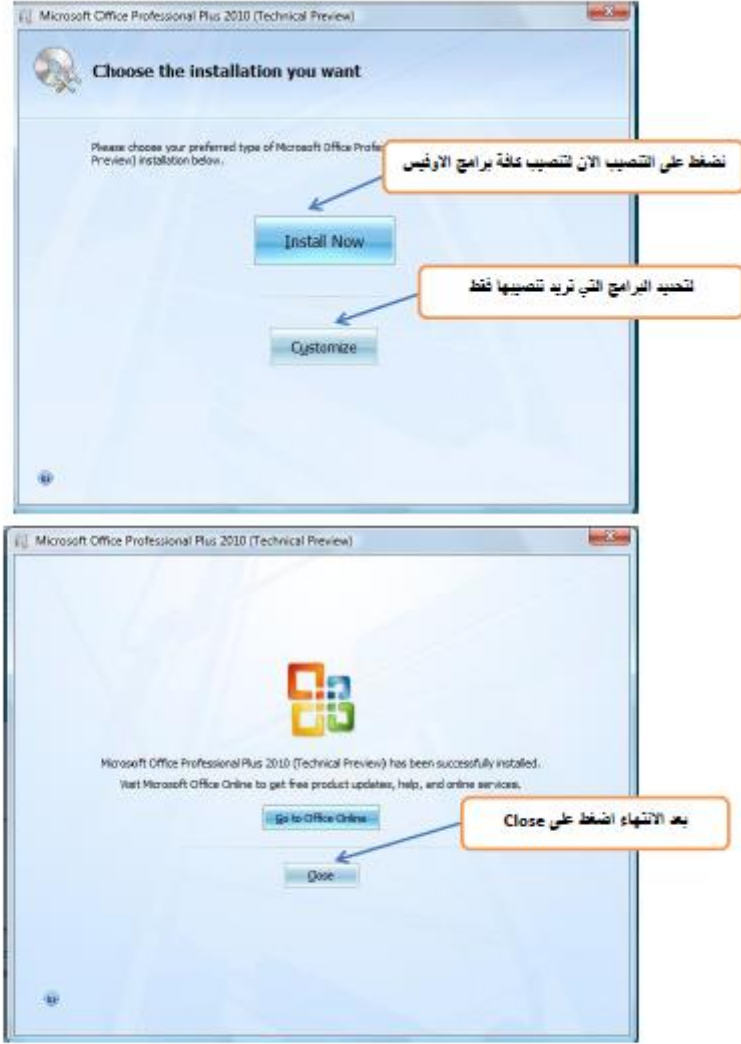 Microsoft Office Professional Plus 2010 (Technical Preview)
Choose the installation you want
Please choose your preferred type of Microsoft Office Profe
Preview) installation below.
نضغط على التنصيب الان لتنصيب كافة برامج الاوفيس
Install Now
لتحديد البرامج التي تريد تنصيبها فقط
Customize
Microsoft Office Professional Plus 2010 (Technical Preview)
Microsoft Office Professional Plus 2010 (Technical Preview) has been successfully installed.
Visit Microsoft Office Online to get free product updates, help, and online services.
Go to Office Online
بعد الانتهاء اضغط على Close
Close